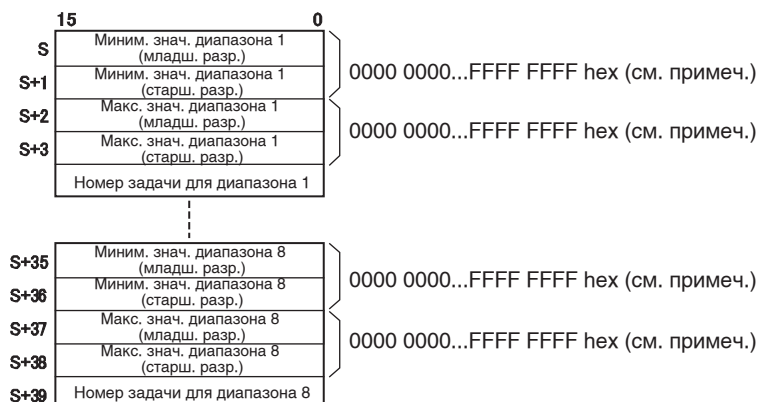 15 0
S Миним. знач. диапазона 1
(младш. разр.)
S+1 Миним. знач. диапазона 1
(старш. разр.)
0000 0000...FFFF FFFF hex (см. примеч.)
S+2 Макс. знач. диапазона 1
(младш. разр.)
S+3 Макс. знач. диапазона 1
(старш. разр.)
0000 0000...FFFF FFFF hex (см. примеч.)
Номер задачи для диапазона 1
S+35 Миним. знач. диапазона 8
(младш. разр.)
S+36 Миним. знач. диапазона 8
(старш. разр.)
0000 0000...FFFF FFFF hex (см. примеч.)
S+37 Макс. знач. диапазона 8
(младш. разр.)
S+38 Макс. знач. диапазона 8
(старш. разр.)
0000 0000...FFFF FFFF hex (см. примеч.)
S+39 Номер задачи для диапазона 8